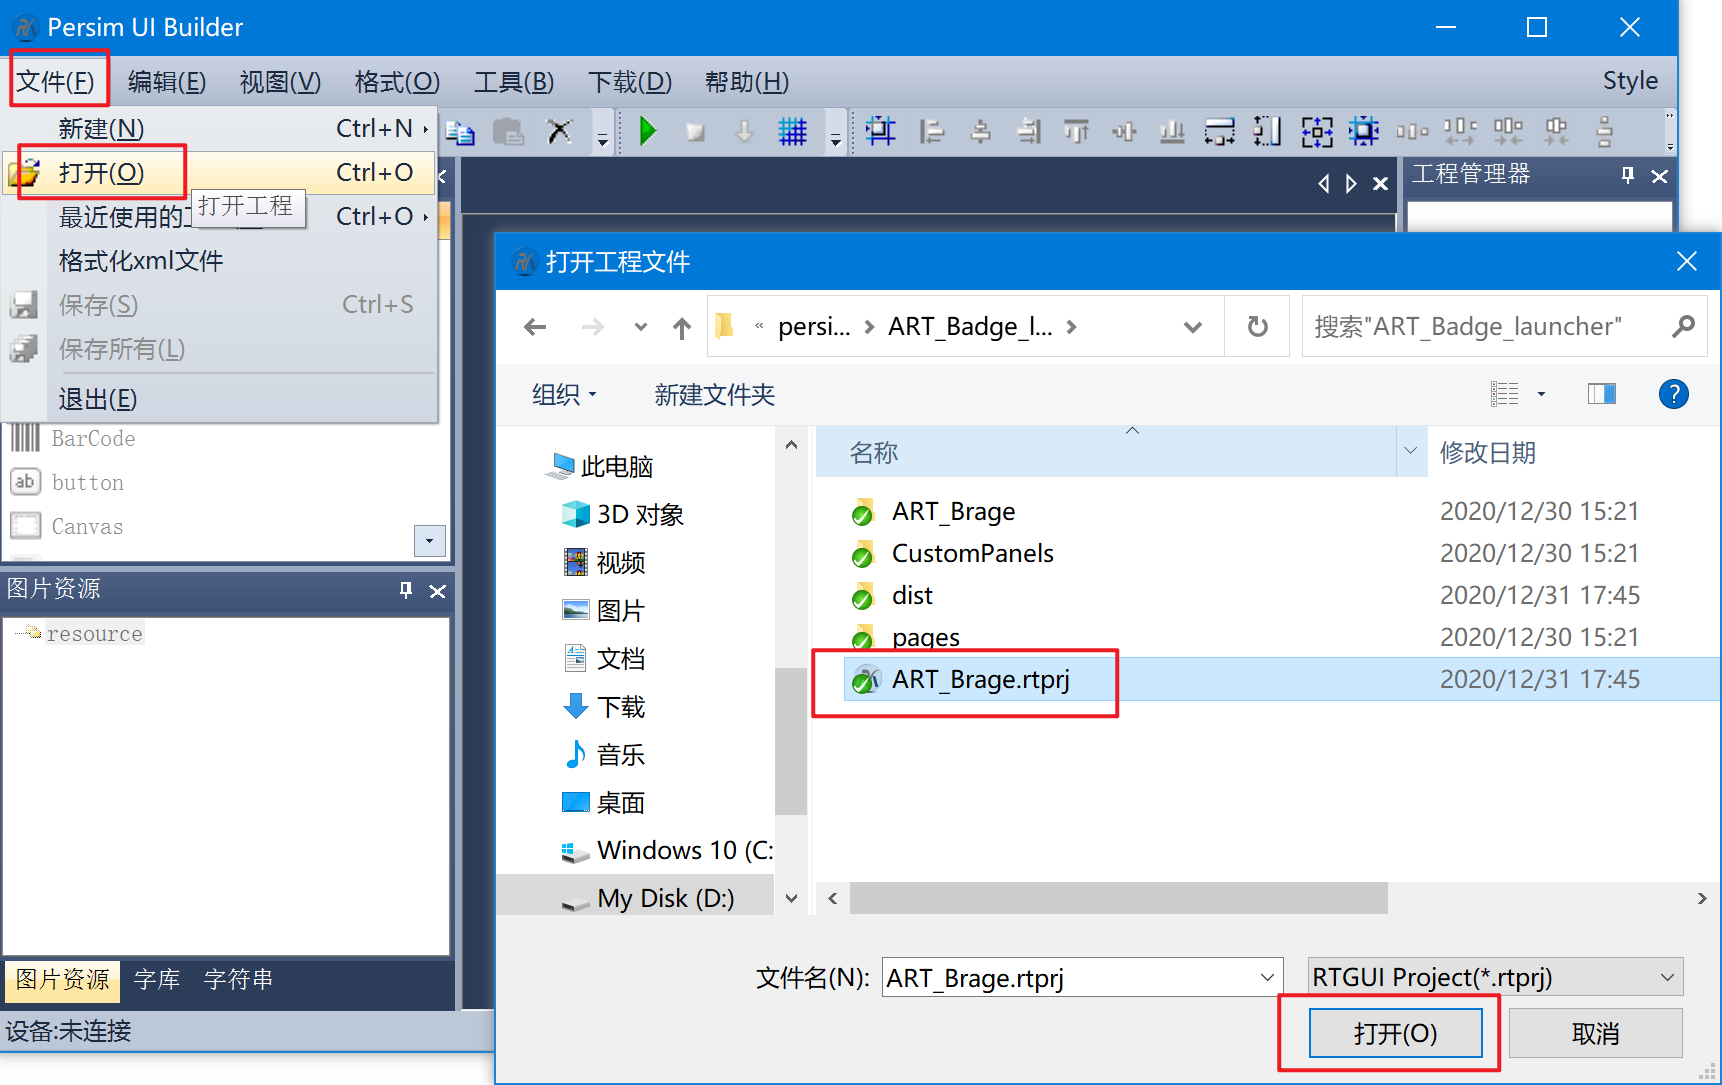 Persim UI Builder
文件(F) 编辑(E) 视图(V) 格式(O) 工具(B) 下载(D) 帮助(H) Style
新建(N) Ctrl+N
打开(O) Ctrl+O
打开工程
最近使用的 Ctrl+O
格式化xml文件
保存(S) Ctrl+S
保存所有(L)
退出(E)
BarCode
ab button
Canvas
图片资源
resource
图片资源 字库 字符串
设备:未连接
工程管理器
打开工程文件
« persi... › ART_Badge_l... ›
搜索"ART_Badge_launcher"
组织 新建文件夹 ?
此电脑
3D 对象
视频
图片
文档
下载
音乐
桌面
Windows 10 (C:
My Disk (D:)
名称 修改日期
ART_Brage 2020/12/30 15:21
CustomPanels 2020/12/30 15:21
dist 2020/12/31 17:45
pages 2020/12/30 15:21
ART_Brage.rtprj 2020/12/31 17:45
文件名(N): ART_Brage.rtprj RTGUI Project(*.rtprj)
打开(O) 取消